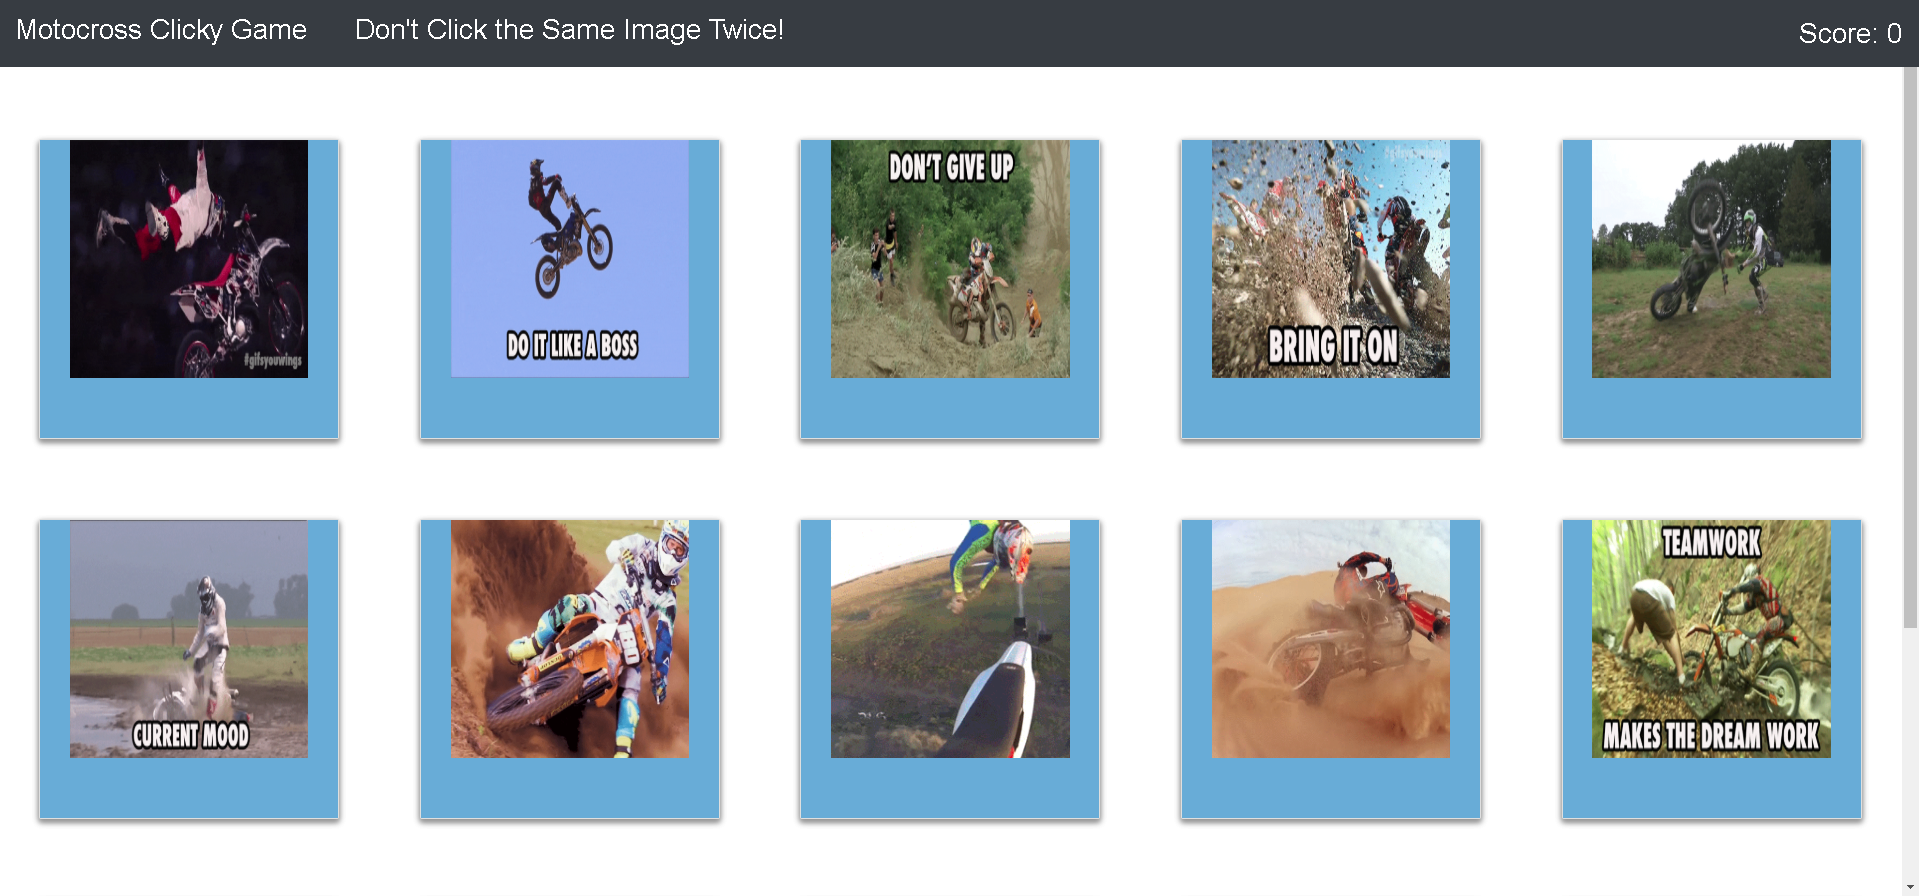 Motocross Clicky Game
Don't Click the Same Image Twice!
Score: 0
#gifsyouwings
DO IT LIKE A BOSS
DON'T GIVE UP
BRING IT ON
CURRENT MOOD
TEAMWORK
MAKES THE DREAM WORK